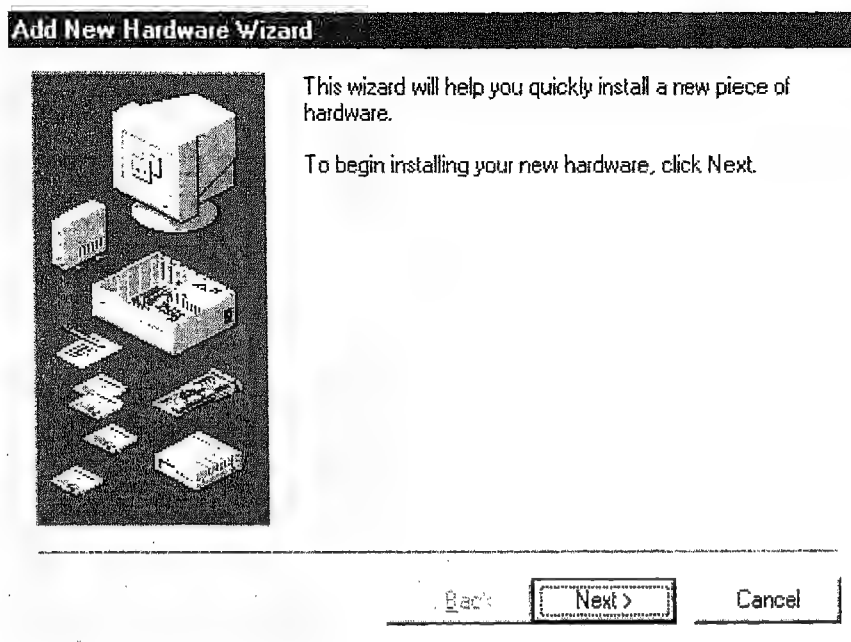 Add New Hardware Wizard
This wizard will help you quickly install a new piece of
hardware.
To begin installing your new hardware, click Next.
Back
Next >
Cancel